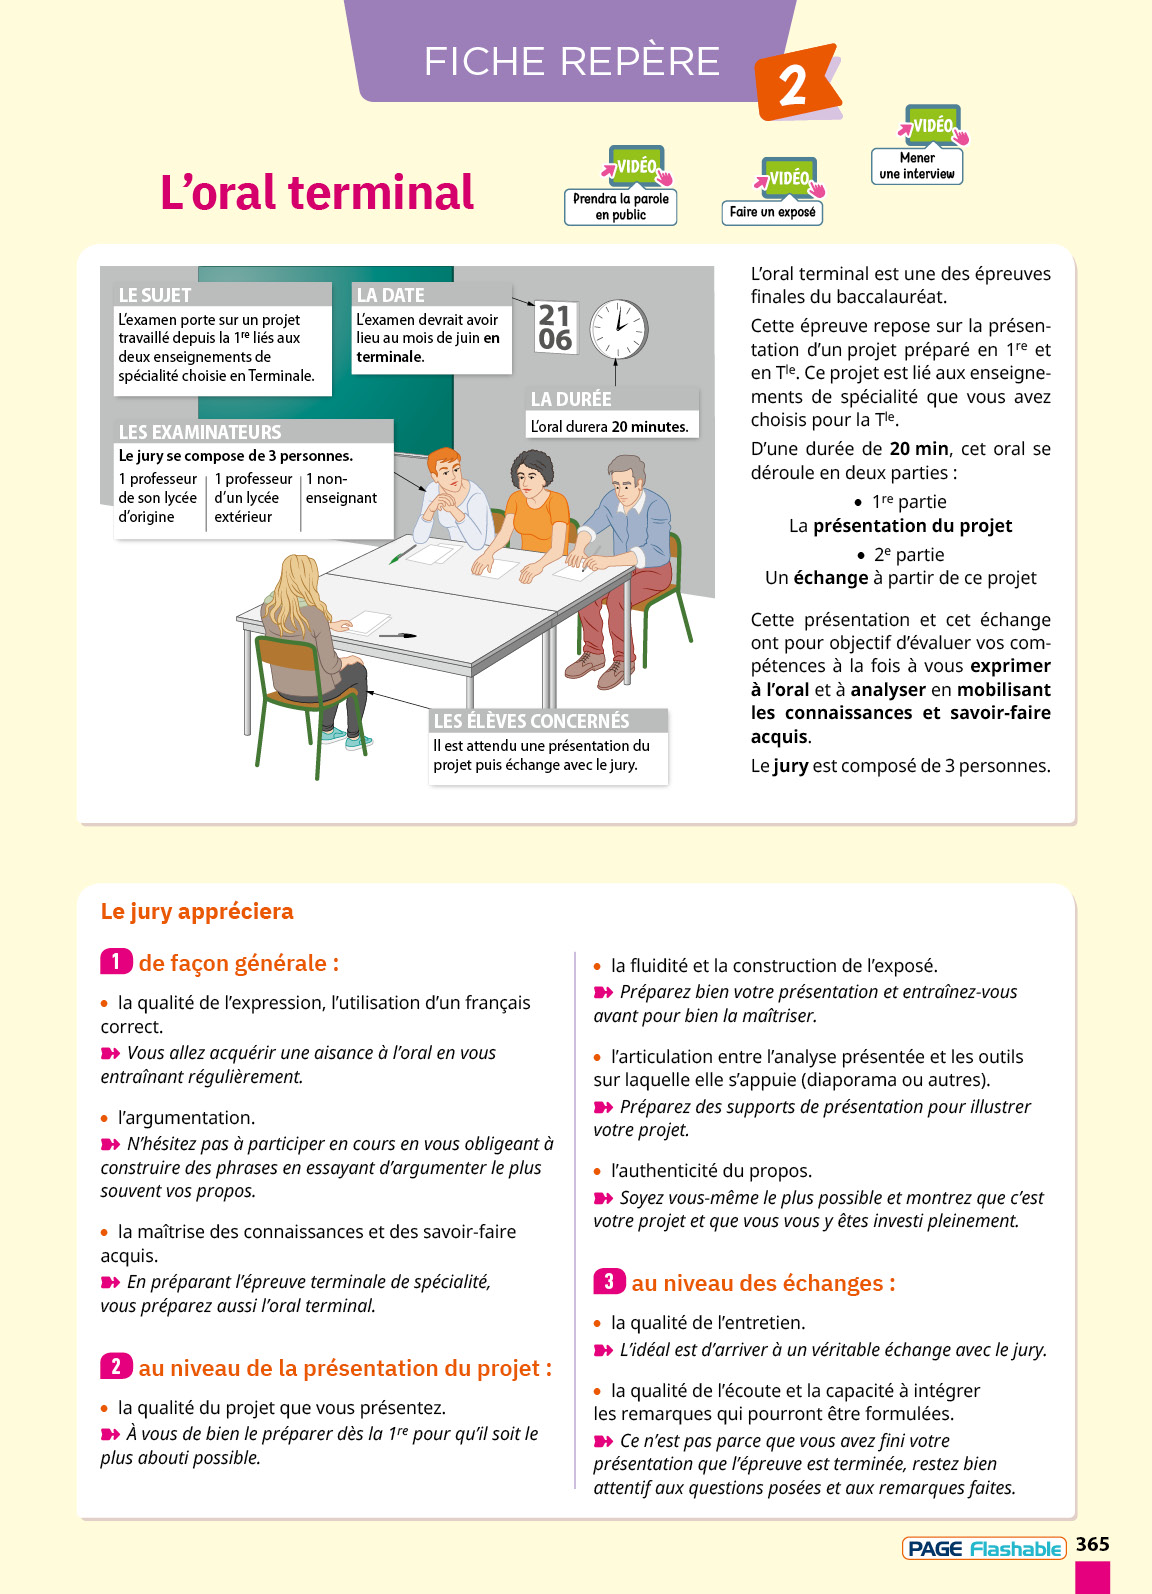 FICHE REPÈRE
2
L’oral terminal
VIDÉO
Prendra la parole
en public
VIDÉO
Faire un exposé
VIDÉO
Mener
une interview
LE SUJET
L’examen porte sur un projet
travaillé depuis la 1re liés aux
deux enseignements de
spécialité choisie en Terminale.
LA DATE
L’examen devrait avoir
lieu au mois de juin en
terminale.
21
06
LA DURÉE
L’oral durera 20 minutes.
LES EXAMINATEURS
Le jury se compose de 3 personnes.
1 professeur
de son lycée
d’origine
1 professeur
d’un lycée
extérieur
1 non-
enseignant
LES ÉLÈVES CONCERNÉS
Il est attendu une présentation du
projet puis échange avec le jury.
L’oral terminal est une des épreuves
finales du baccalauréat.
Cette épreuve repose sur la présen-
tation d’un projet préparé en 1re et
en Tle. Ce projet est lié aux enseigne-
ments de spécialité que vous avez
choisis pour la Tle.
D’une durée de 20 min, cet oral se
déroule en deux parties :
• 1re partie
La présentation du projet
• 2e partie
Un échange à partir de ce projet
Cette présentation et cet échange
ont pour objectif d’évaluer vos com-
pétences à la fois à vous exprimer
à l’oral et à analyser en mobilisant
les connaissances et savoir-faire
acquis.
Le jury est composé de 3 personnes.
Le jury appréciera
1 de façon générale :
• la qualité de l’expression, l’utilisation d’un français
correct.
Vous allez acquérir une aisance à l’oral en vous
entraînant régulièrement.
• l’argumentation.
N’hésitez pas à participer en cours en vous obligeant à
construire des phrases en essayant d’argumenter le plus
souvent vos propos.
• la maîtrise des connaissances et des savoir-faire
acquis.
En préparant l’épreuve terminale de spécialité,
vous préparez aussi l’oral terminal.
2 au niveau de la présentation du projet :
• la qualité du projet que vous présentez.
À vous de bien le préparer dès la 1re pour qu’il soit le
plus abouti possible.
• la fluidité et la construction de l’exposé.
Préparez bien votre présentation et entraînez-vous
avant pour bien la maîtriser.
• l’articulation entre l’analyse présentée et les outils
sur laquelle elle s’appuie (diaporama ou autres).
Préparez des supports de présentation pour illustrer
votre projet.
• l’authenticité du propos.
Soyez vous-même le plus possible et montrez que c’est
votre projet et que vous vous y êtes investi pleinement.
3 au niveau des échanges :
• la qualité de l’entretien.
L’idéal est d’arriver à un véritable échange avec le jury.
• la qualité de l’écoute et la capacité à intégrer
les remarques qui pourront être formulées.
Ce n’est pas parce que vous avez fini votre
présentation que l’épreuve est terminée, restez bien
attentif aux questions posées et aux remarques faites.
PAGE Flashable
365